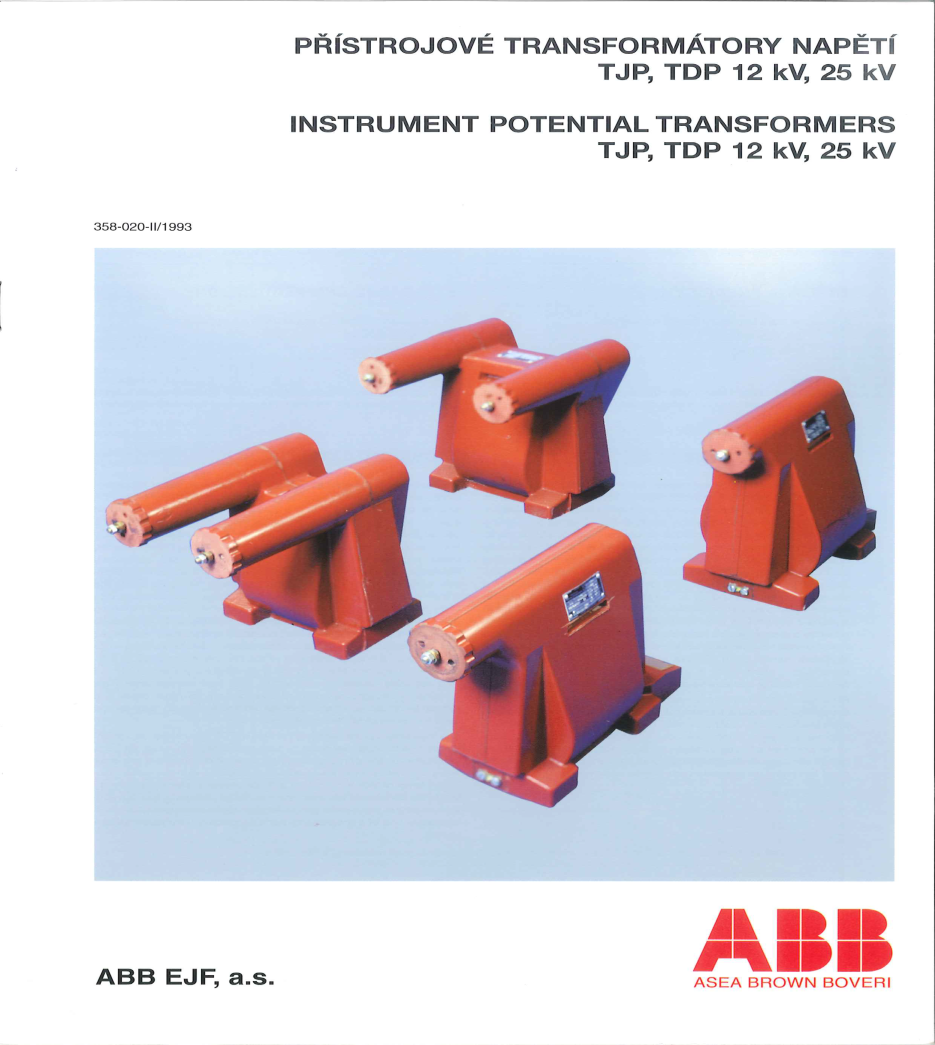 PŘÍSTROJOVÉ TRANSFORMÁTORY NAPĚTÍ
TJP, TDP 12 kV, 25 kV
INSTRUMENT POTENTIAL TRANSFORMERS
TJP, TDP 12 kV, 25 kV
358-020-II/1993
ABB EJF, a.s.
ABB
ASEA BROWN BOVERI